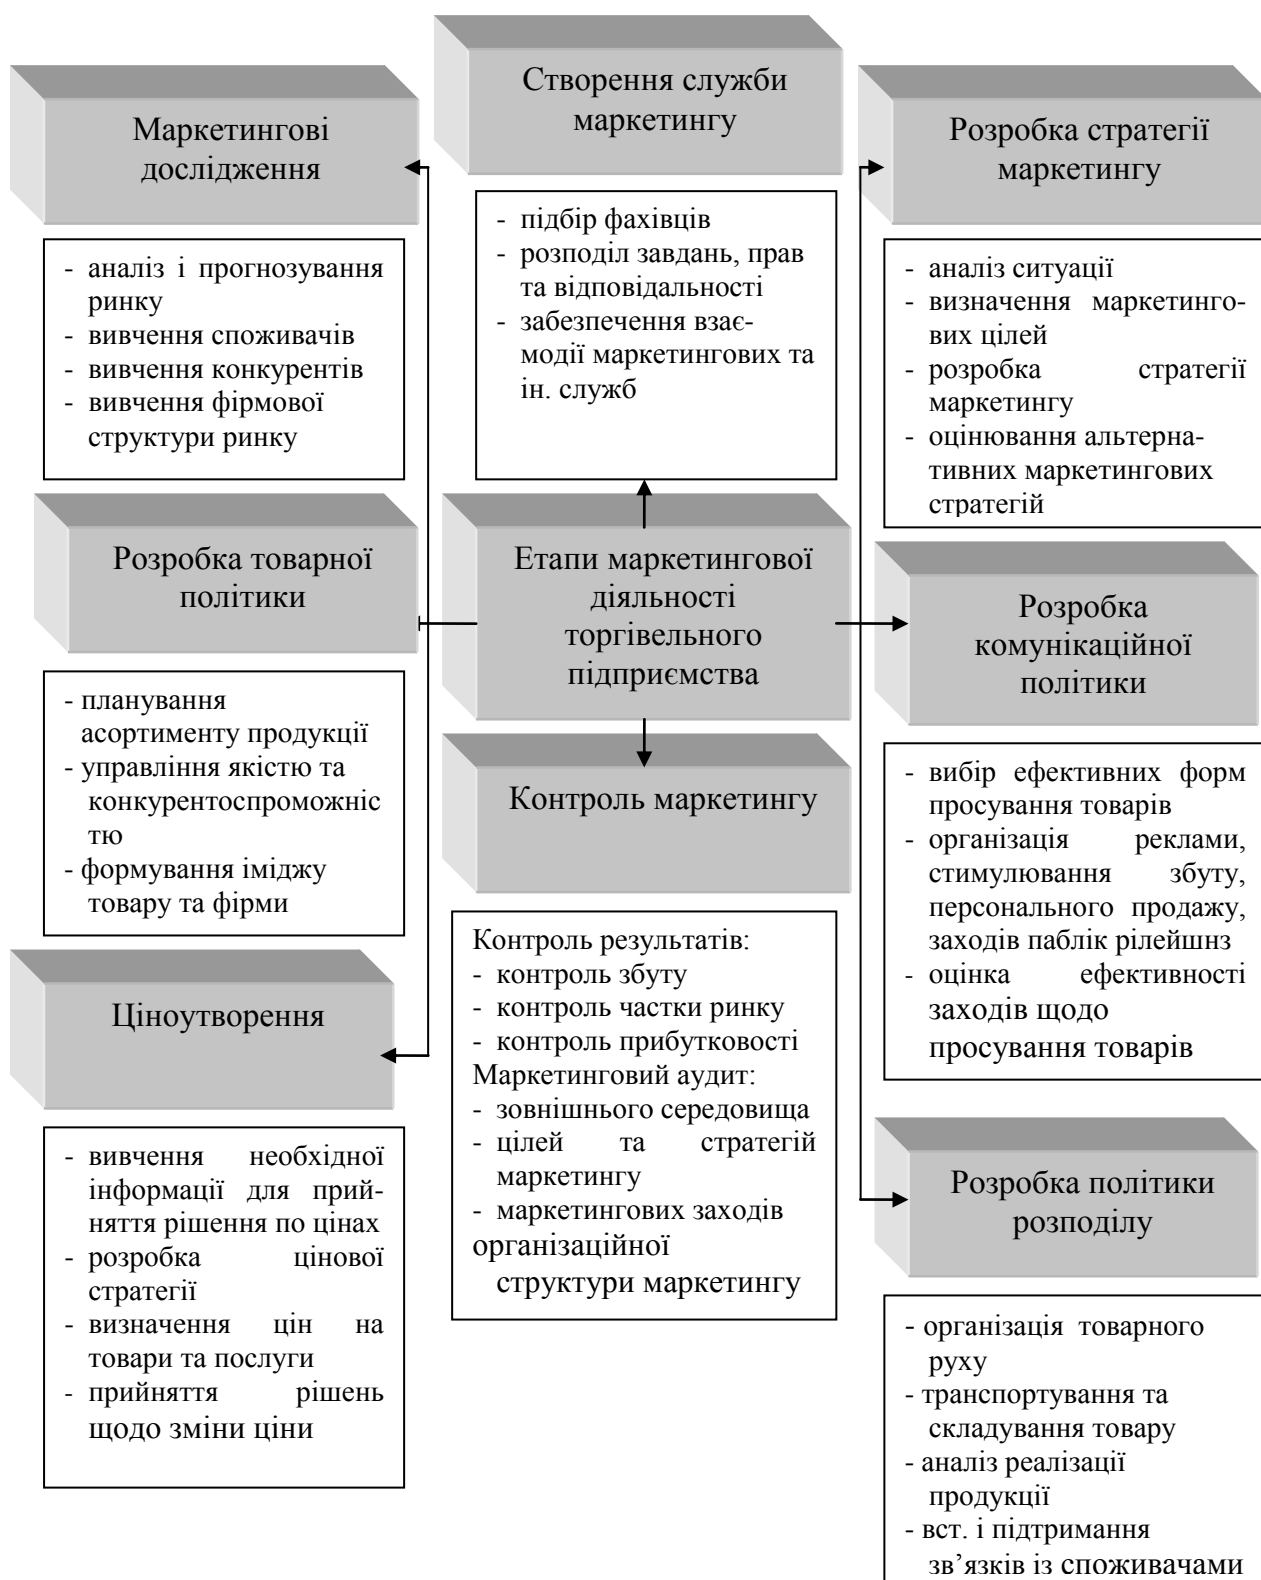 Створення служби
маркетингу
- підбір фахівців
- розподіл завдань, прав
та відповідальності
- забезпечення взає-
модії маркетингових та
ін. служб
Маркетингові
дослідження
- аналіз і прогнозування
ринку
- вивчення споживачів
- вивчення конкурентів
- вивчення фірмової
структури ринку
Розробка стратегії
маркетингу
- аналіз ситуації
- визначення маркетинго-
вих цілей
- розробка стратегії
маркетингу
- оцінювання альтерна-
тивних маркетингових
стратегій
Розробка товарної
політики
- планування
асортименту продукції
- управління якістю та
конкурентоспроможніс
тю
- формування іміджу
товару та фірми
Етапи маркетингової
діяльності
торгівельного
підприємства
Розробка
комунікаційної
політики
- вибір ефективних форм
просування товарів
- організація реклами,
стимулювання збуту,
персонального продажу,
заходів паблік рілейшнз
- оцінка ефективності
заходів щодо
просування товарів
Контроль маркетингу
Контроль результатів:
- контроль збуту
- контроль частки ринку
- контроль прибутковості
Маркетинговий аудит:
- зовнішнього середовища
- цілей та стратегій
маркетингу
- маркетингових заходів
організаційної
структури маркетингу
Ціноутворення
- вивчення необхідної
інформації для прий-
няття рішення по цінах
- розробка цінової
стратегії
- визначення цін на
товари та послуги
- прийняття рішень
щодо зміни ціни
Розробка політики
розподілу
- організація товарного
руху
- транспортування та
складування товару
- аналіз реалізації
продукції
- вст. і підтримання
зв’язків із споживачами